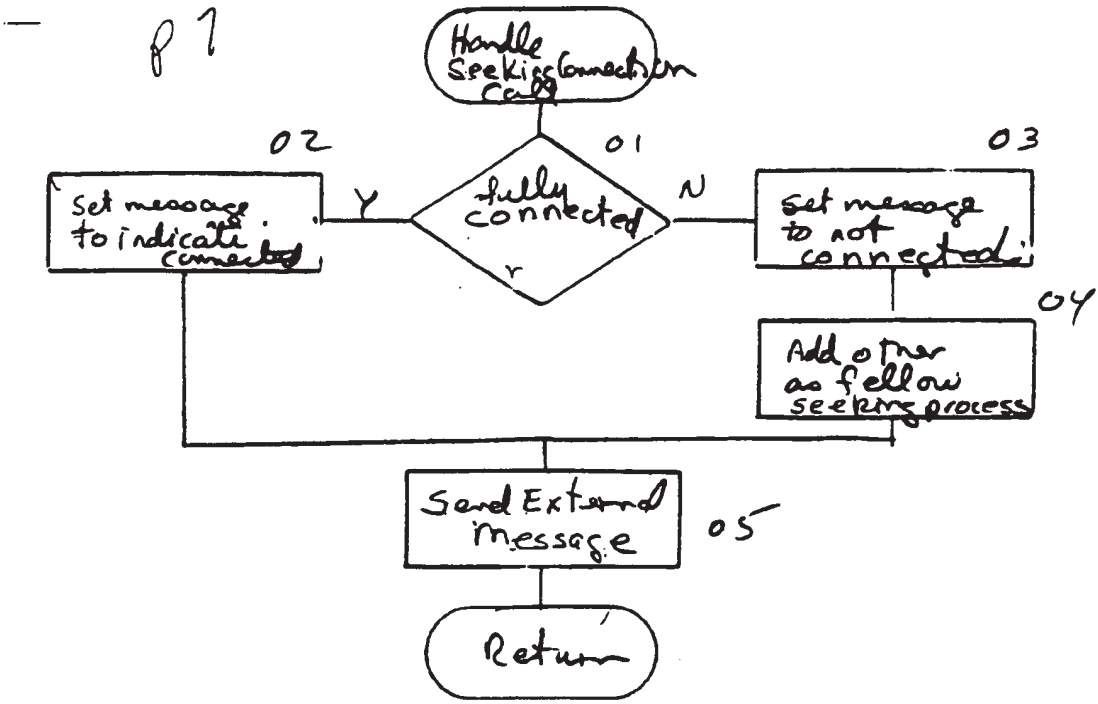 p 7
Handle
Seeking Connection
Call
01
fully
connected
Y
N
02
Set message
to indicate
connected
03
Set message
to not
connected
04
Add other
as fellow
seeking process
Send External
Message
05
Return